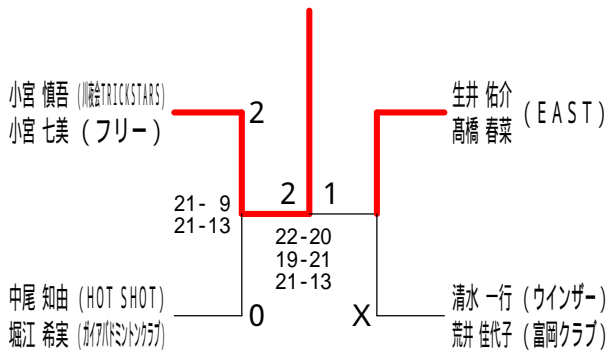 小宮 慎吾 (川崎会TRICKSTARS)
小宮 七美 (フリー)
2
生井 佑介
髙橋 春菜
(EAST)
21- 9
21-13
2 1
22-20
19-21
21-13
中尾 知由 (HOT SHOT)
堀江 希実 (ガイアバドミントンクラブ)
0
X
清水 一行 (ウインザー)
荒井 佳代子 (富岡クラブ)